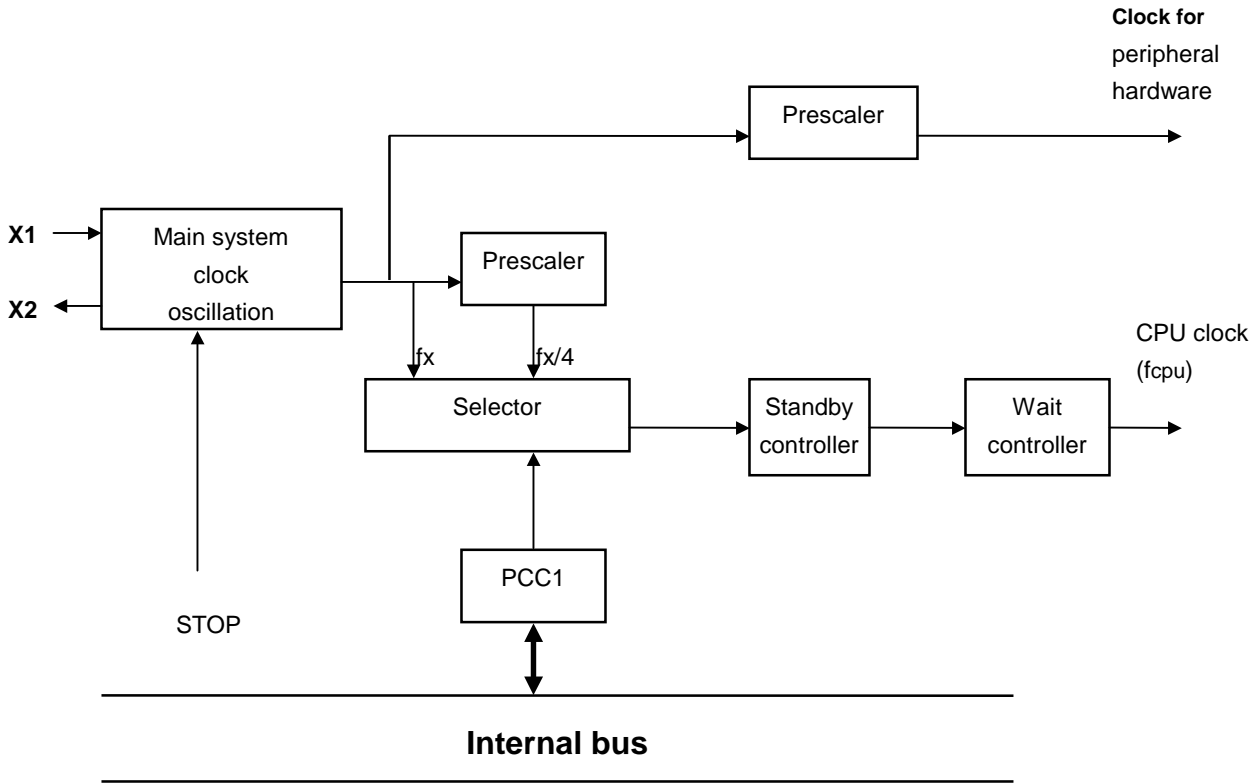 Clock for
peripheral
hardware
Prescaler
X1
Main system
clock
oscillation
X2
Prescaler
fx
fx/4
CPU clock
(fcpu)
Selector
Standby
controller
Wait
controller
PCC1
STOP
Internal bus